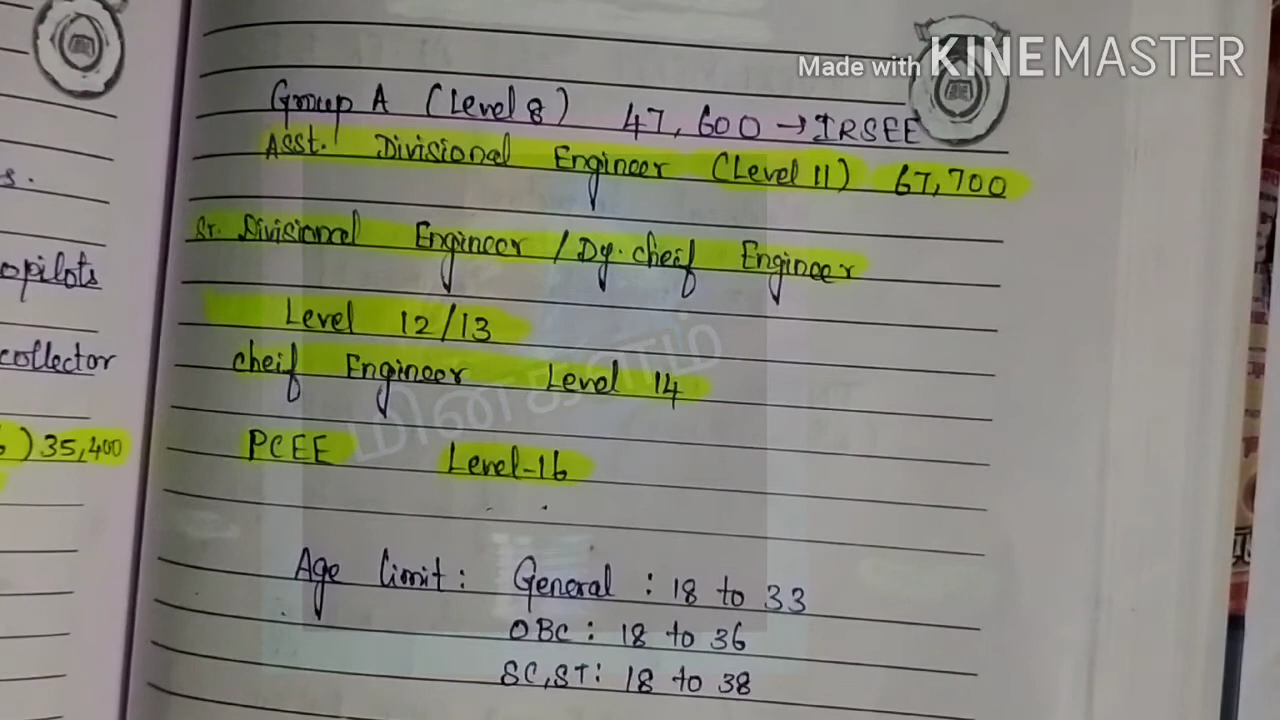 Made with KINEMASTER
Group A (Level 8) 47,600 → IRSEE
Asst. Divisional Engineer (Level 11) 67,700
Sr. Divisional Engineer / Dy. cheif Engineer
Level 12/13
cheif Engineer Level 14
PCEE Level-16
Age limit: General : 18 to 33
OBC : 18 to 36
SC, ST: 18 to 38
s.
opilots
collector
) 35,400
மின்களம்